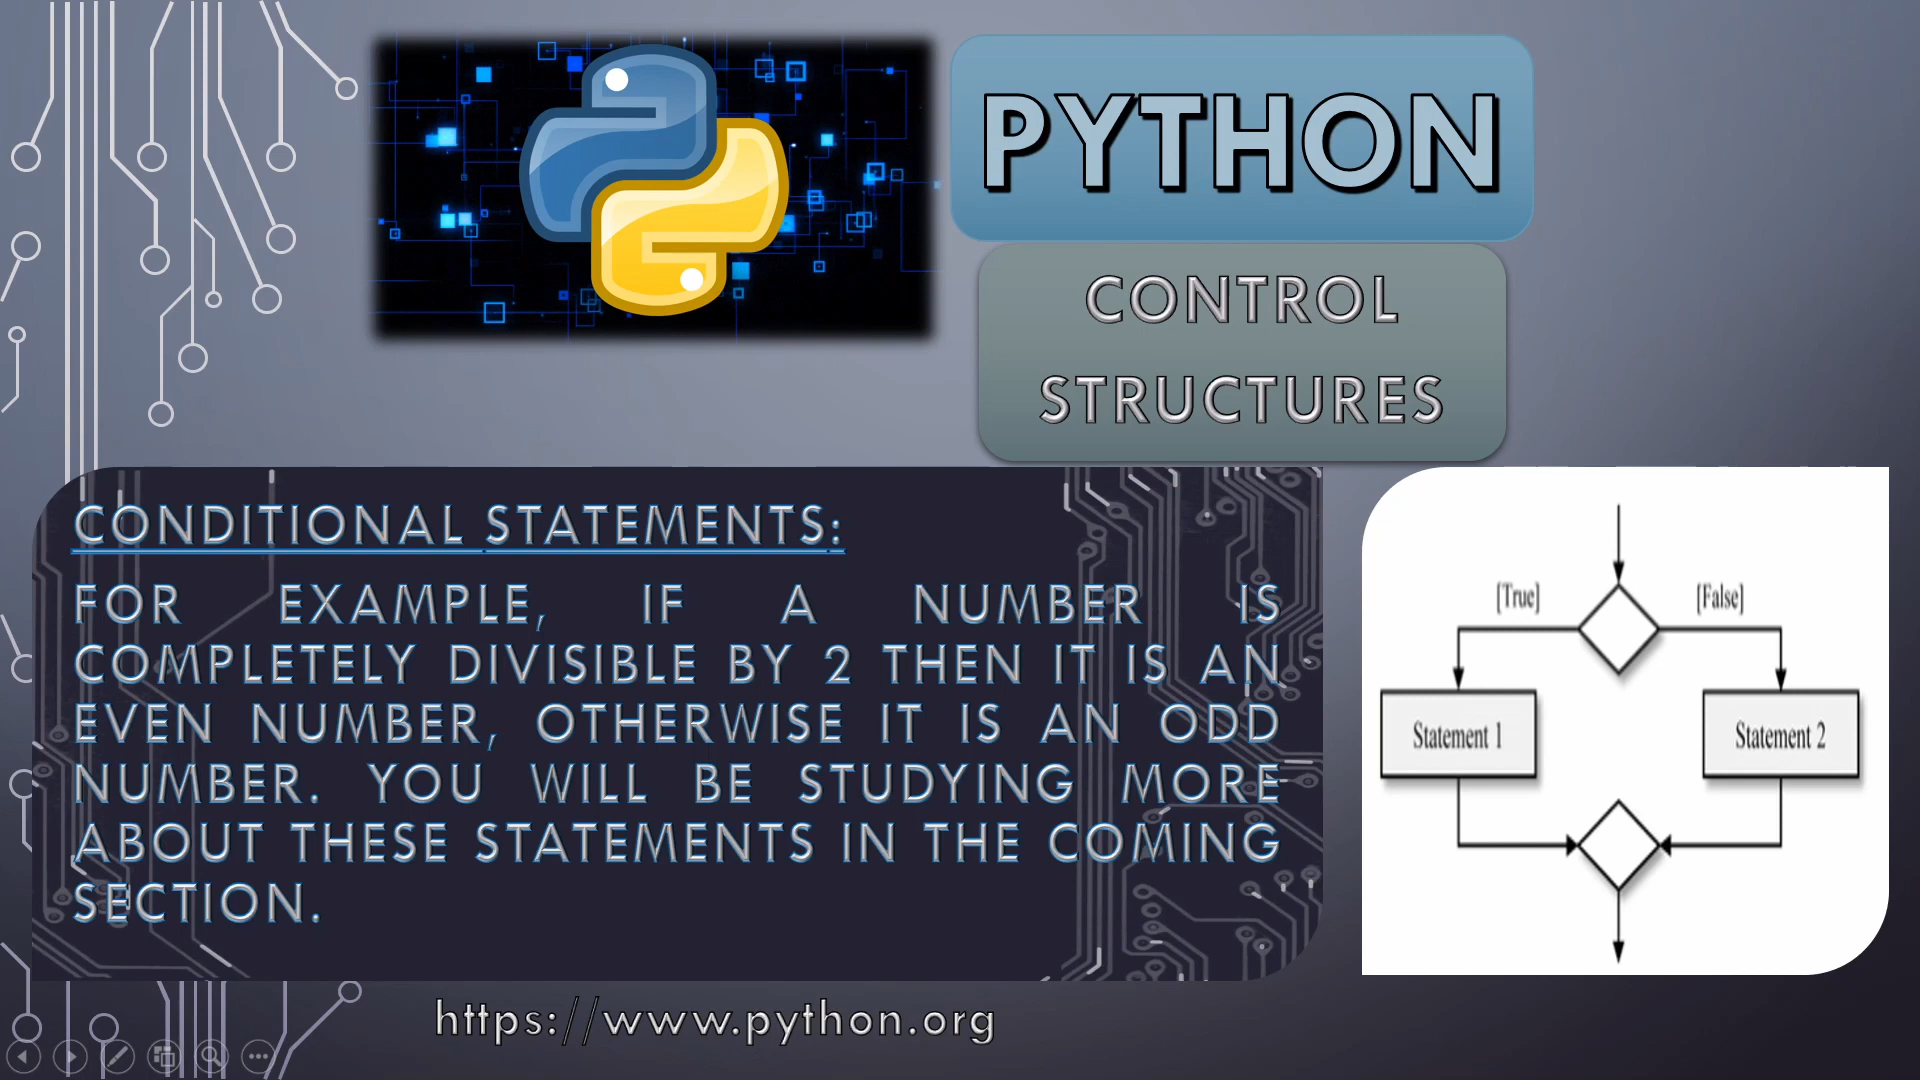 PYTHON
CONTROL
STRUCTURES
CONDITIONAL STATEMENTS:
FOR EXAMPLE, IF A NUMBER IS
COMPLETELY DIVISIBLE BY 2 THEN IT IS AN
EVEN NUMBER, OTHERWISE IT IS AN ODD
NUMBER. YOU WILL BE STUDYING MORE
ABOUT THESE STATEMENTS IN THE COMING
SECTION.
[True] [False]
Statement 1 Statement 2
https://www.python.org